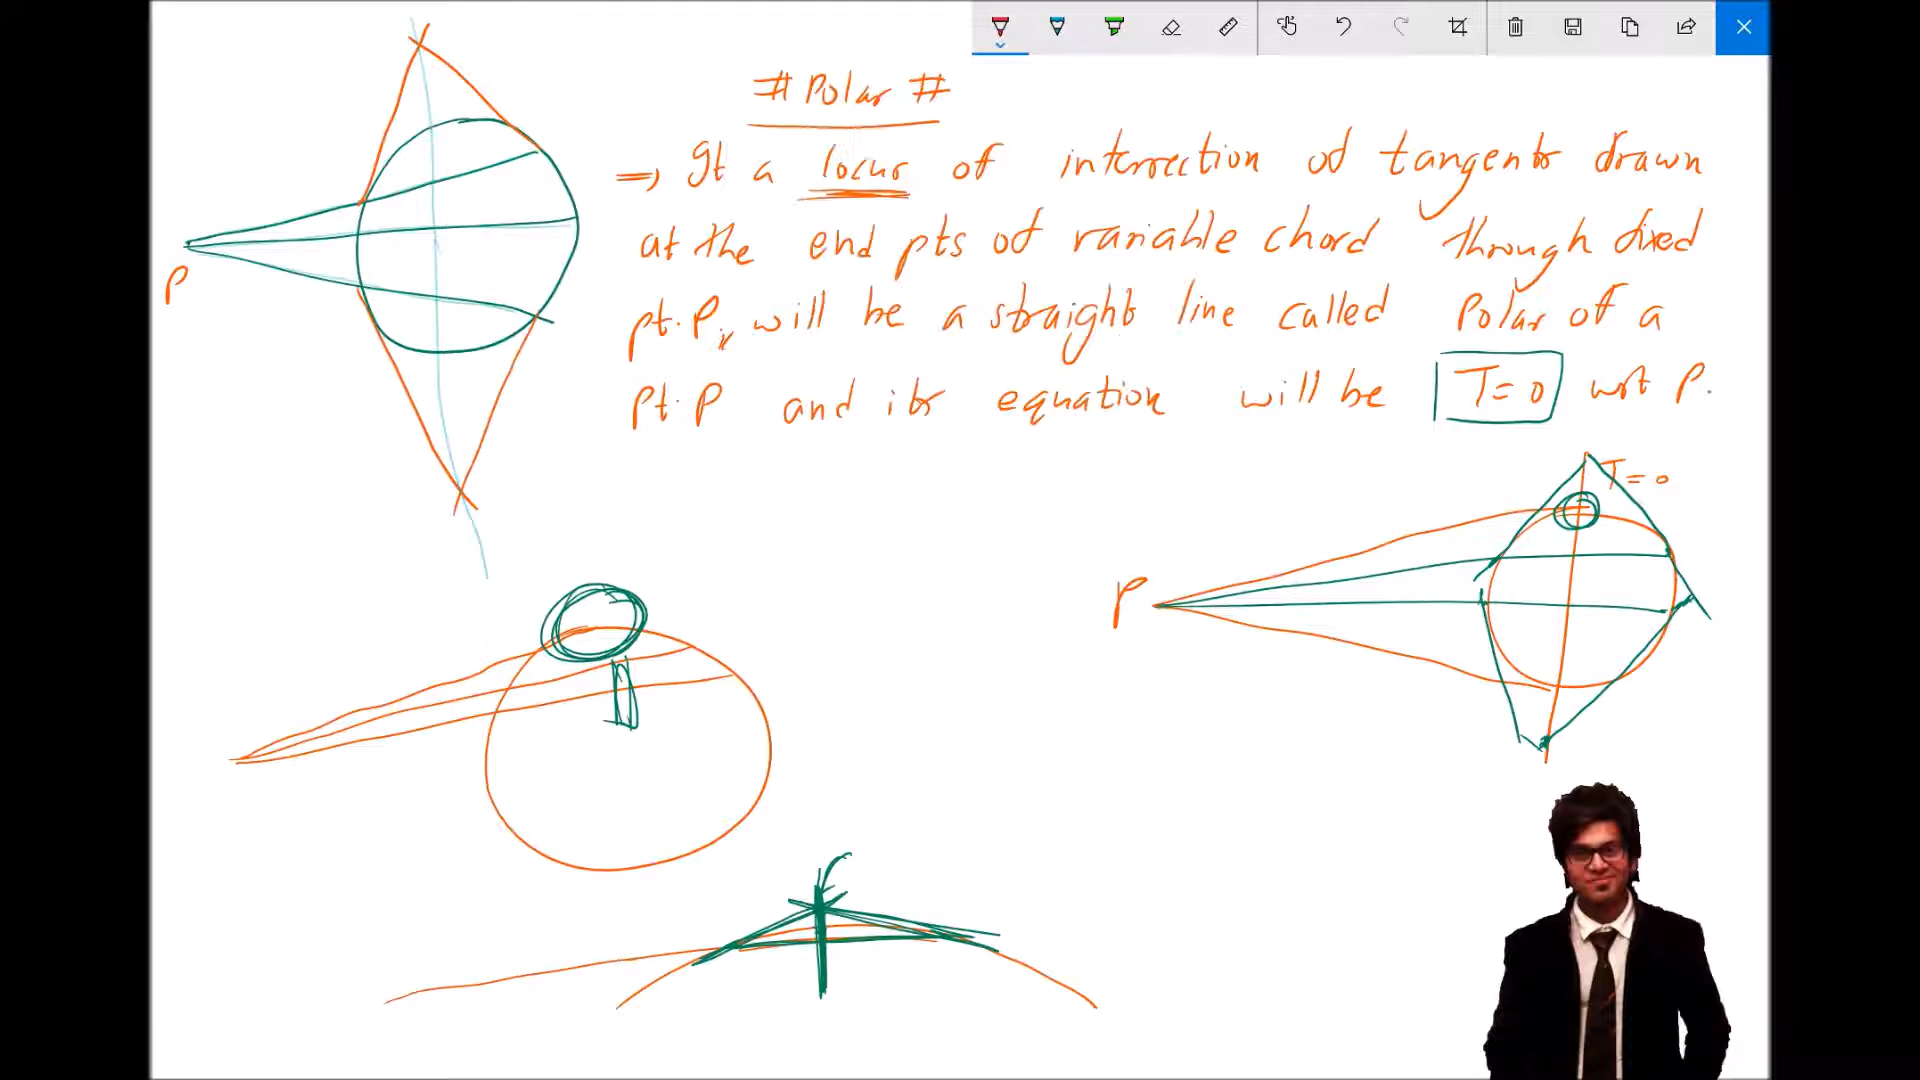 # Polar #
⇒ It a locus of intersection of tangents drawn
at the end pts of variable chord through fixed
pt. P, will be a straight line called Polar of a
pt. P and its equation will be T=0 wrt P.
P
T=0
P